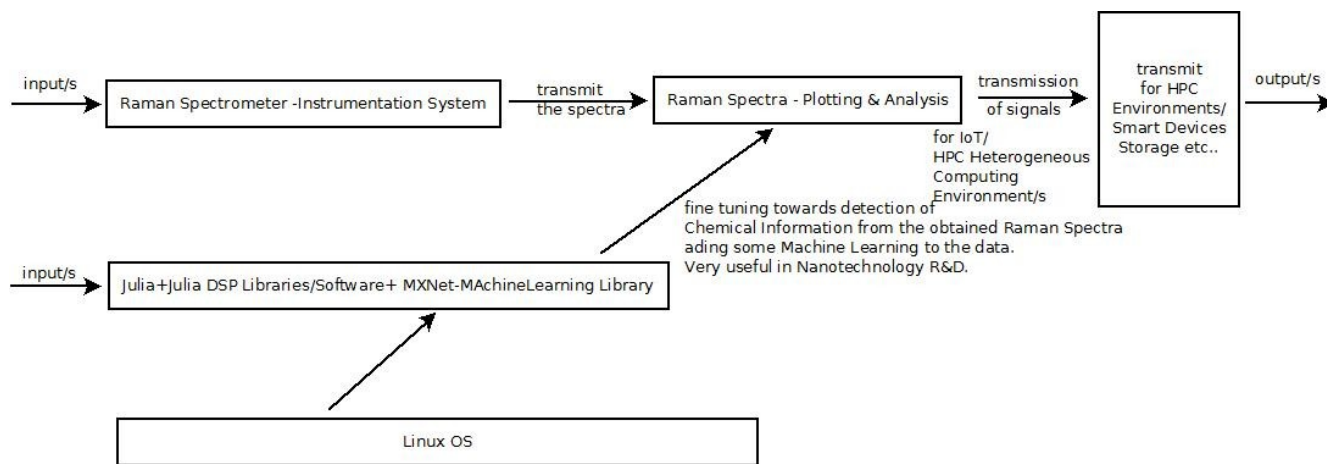 input/s
Raman Spectrometer -Instrumentation System
transmit
the spectra
Raman Spectra - Plotting & Analysis
transmission
of signals
for IoT/
HPC Heterogeneous
Computing
Environment/s
transmit
for HPC
Environments/
Smart Devices
Storage etc..
output/s
fine tuning towards detection of
Chemical Information from the obtained Raman Spectra
ading some Machine Learning to the data.
Very useful in Nanotechnology R&D.
input/s
Julia+Julia DSP Libraries/Software+ MXNet-MAchineLearning Library
Linux OS